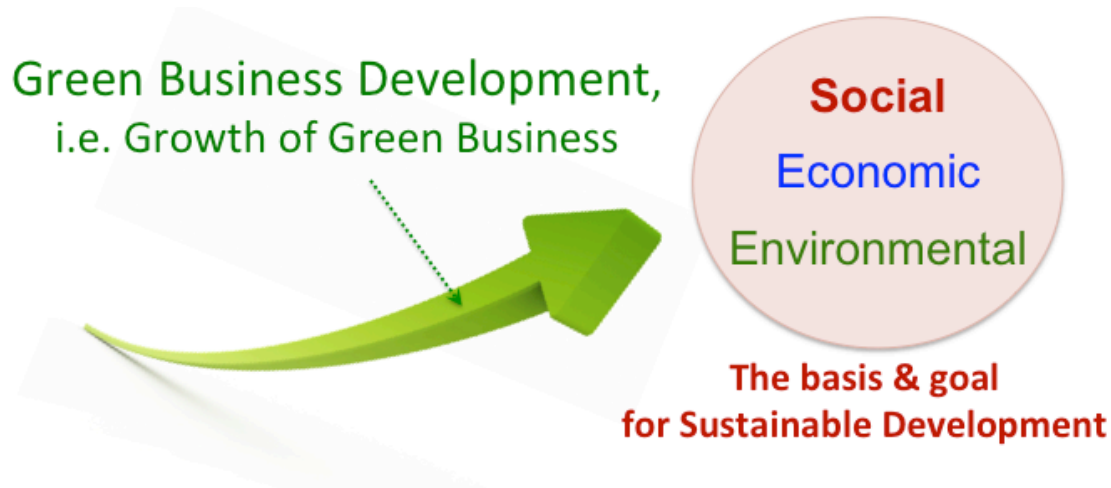 Green Business Development,
i.e. Growth of Green Business
Social
Economic
Environmental
The basis & goal
for Sustainable Development